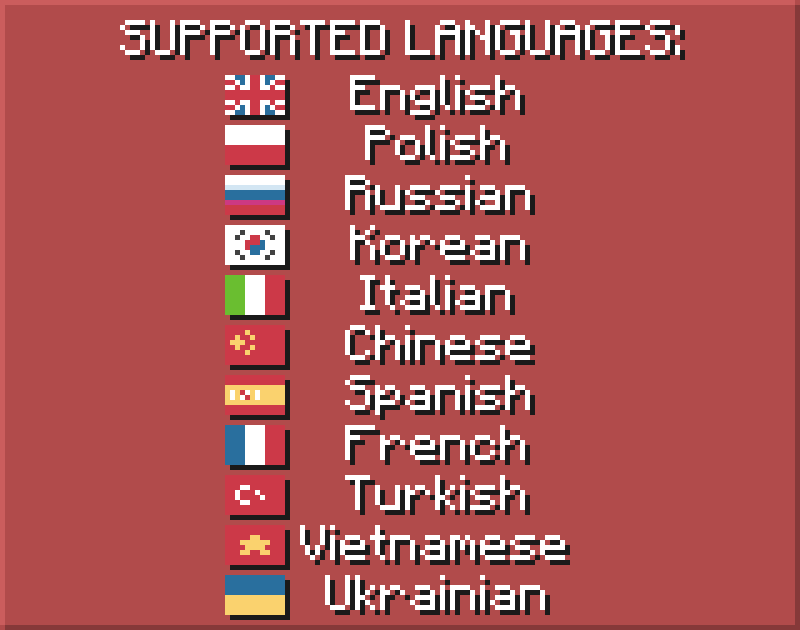 SUPPORTED LANGUAGES:
English
Polish
Russian
Korean
Italian
Chinese
Spanish
French
Turkish
Vietnamese
Ukrainian